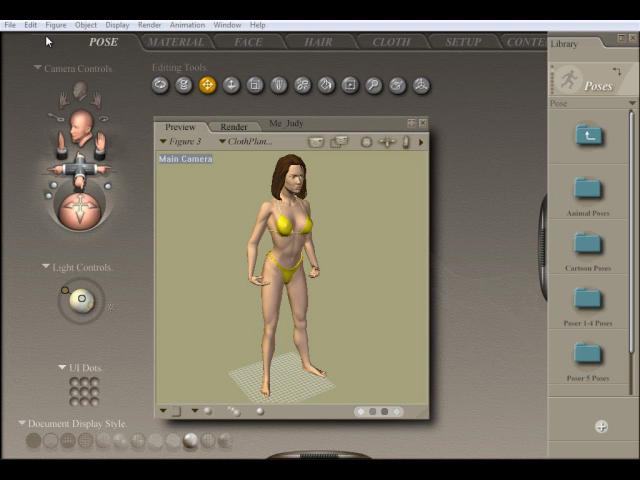 File Edit Figure Object Display Render Animation Window Help
POSE MATERIAL FACE HAIR CLOTH SETUP CONTE
Library
Camera Controls.
Editing Tools.
Poses
Me Judy
Pose
Preview Render
Figure 3 ClothPlan...
Main Camera
Animal Poses
Light Controls.
Cartoon Poses
Poser 1-4 Poses
UI Dots.
Poser 5 Poses
Document Display Style.